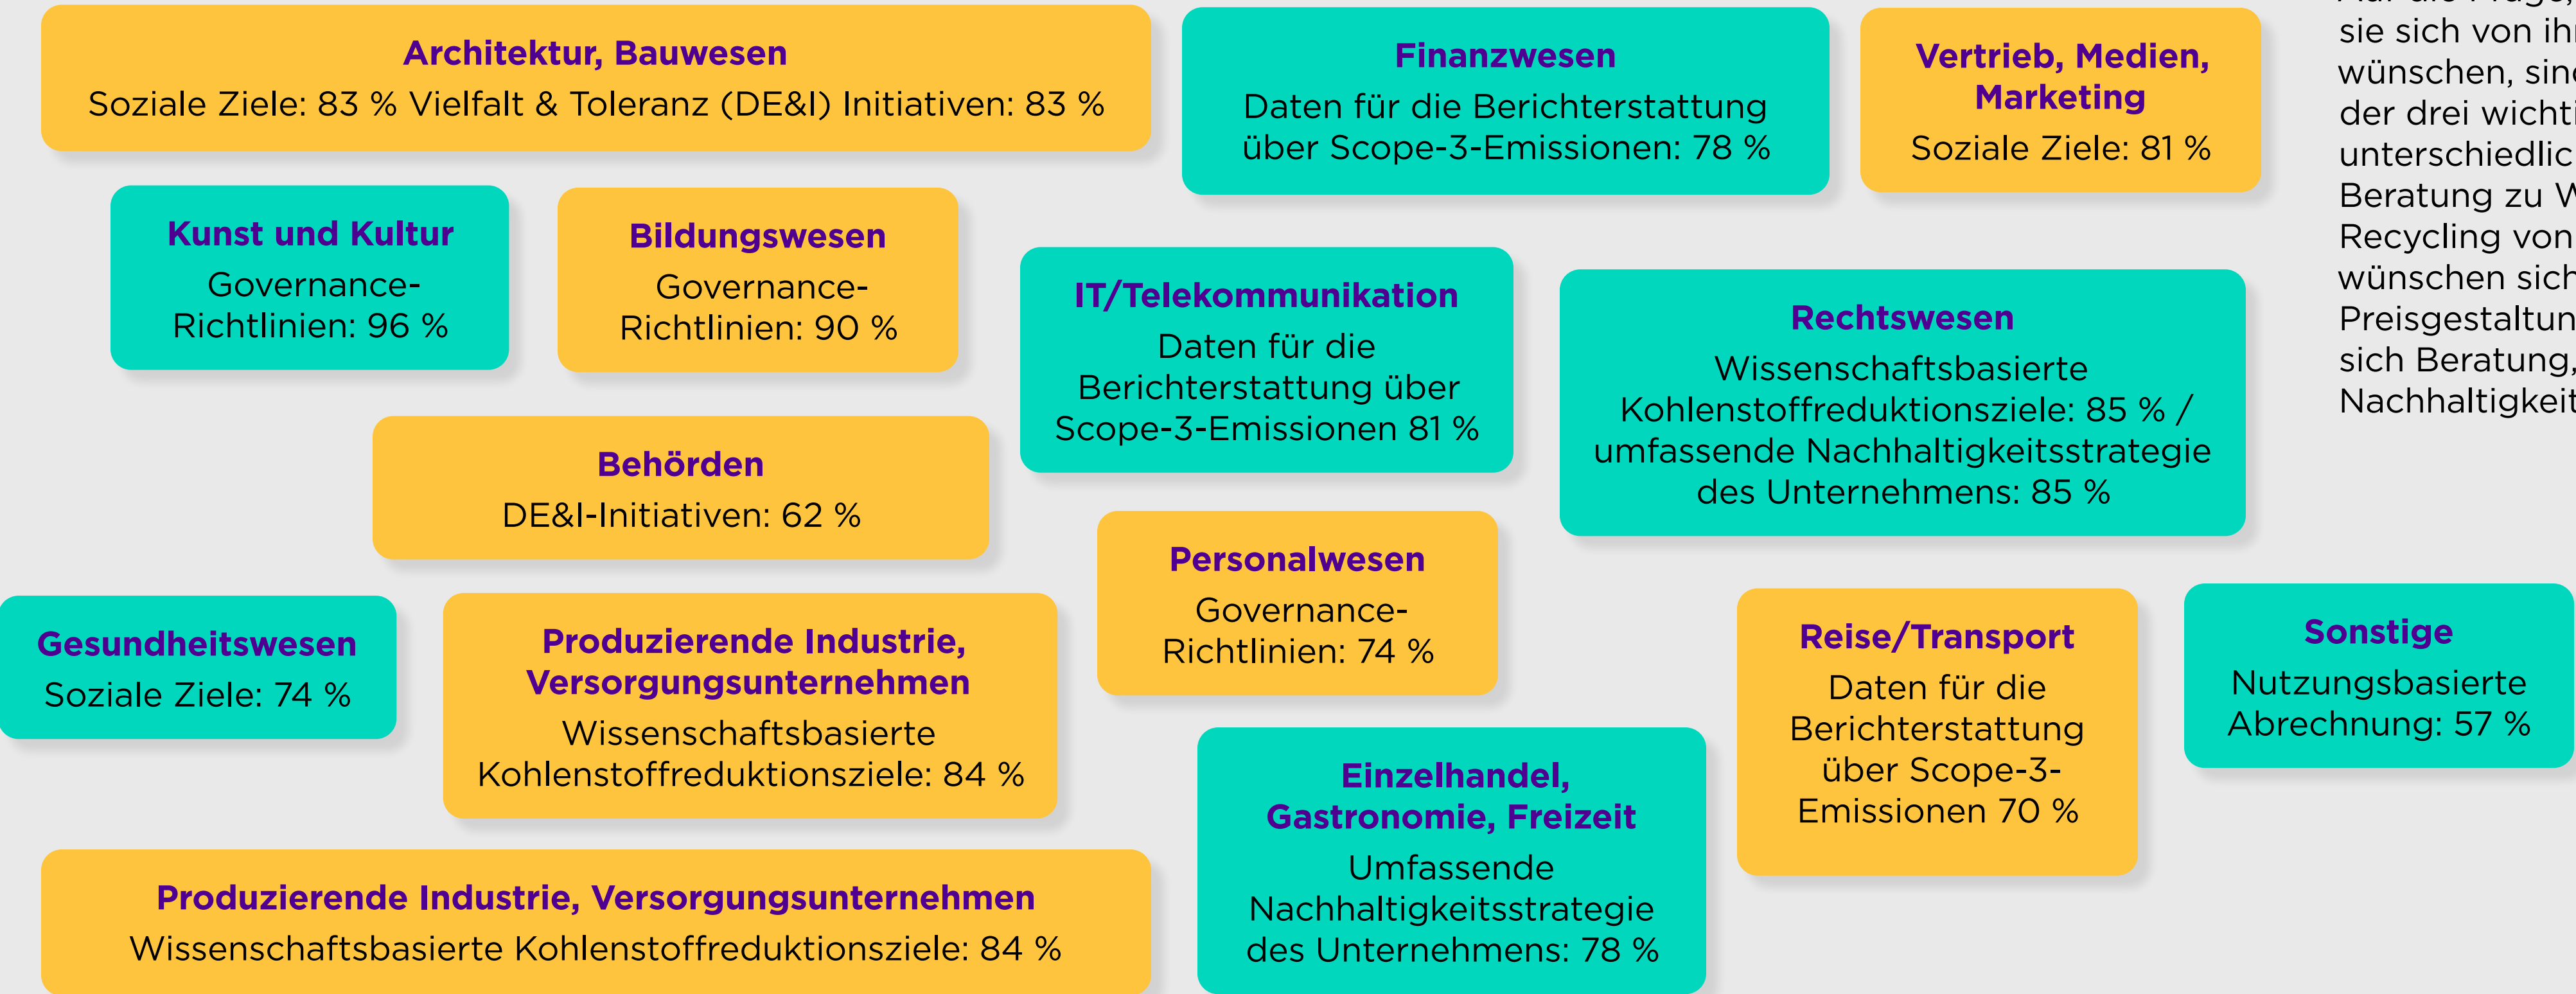 Architektur, Bauwesen
Soziale Ziele: 83 % Vielfalt & Toleranz (DE&I) Initiativen: 83 %
Finanzwesen
Daten für die Berichterstattung
über Scope-3-Emissionen: 78 %
Vertrieb, Medien,
Marketing
Soziale Ziele: 81 %
Kunst und Kultur
Governance-
Richtlinien: 96 %
Bildungswesen
Governance-
Richtlinien: 90 %
IT/Telekommunikation
Daten für die
Berichterstattung über
Scope-3-Emissionen 81 %
Rechtswesen
Wissenschaftsbasierte
Kohlenstoffreduktionsziele: 85 % /
umfassende Nachhaltigkeitsstrategie
des Unternehmens: 85 %
Behörden
DE&I-Initiativen: 62 %
Personalwesen
Governance-
Richtlinien: 74 %
Gesundheitswesen
Soziale Ziele: 74 %
Produzierende Industrie,
Versorgungsunternehmen
Wissenschaftsbasierte
Kohlenstoffreduktionsziele: 84 %
Reise/Transport
Daten für die
Berichterstattung
über Scope-3-
Emissionen 70 %
Sonstige
Nutzungsbasierte
Abrechnung: 57 %
Einzelhandel,
Gastronomie, Freizeit
Umfassende
Nachhaltigkeitsstrategie
des Unternehmens: 78 %
Produzierende Industrie, Versorgungsunternehmen
Wissenschaftsbasierte Kohlenstoffreduktionsziele: 84 %
sie sich von
wünschen,
der drei
Beratung zu
Recycling von
wünschen sich
sich Beratung,